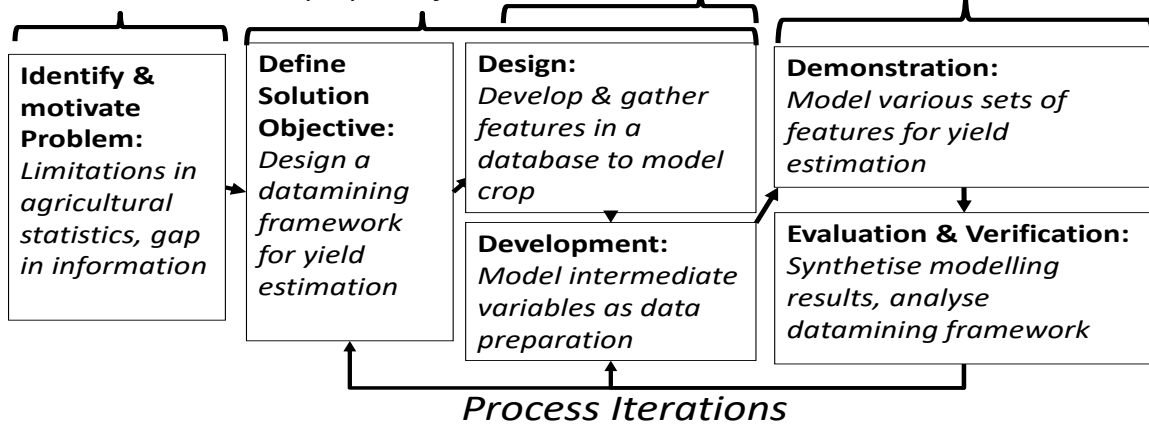 Identify &
motivate
Problem:
Limitations in
agricultural
statistics, gap
in information
Define
Solution
Objective:
Design a
datamining
framework
for yield
estimation
Design:
Develop & gather
features in a
database to model
crop
Development:
Model intermediate
variables as data
preparation
Demonstration:
Model various sets of
features for yield
estimation
Evaluation & Verification:
Synthetise modelling
results, analyse
datamining framework
Process Iterations